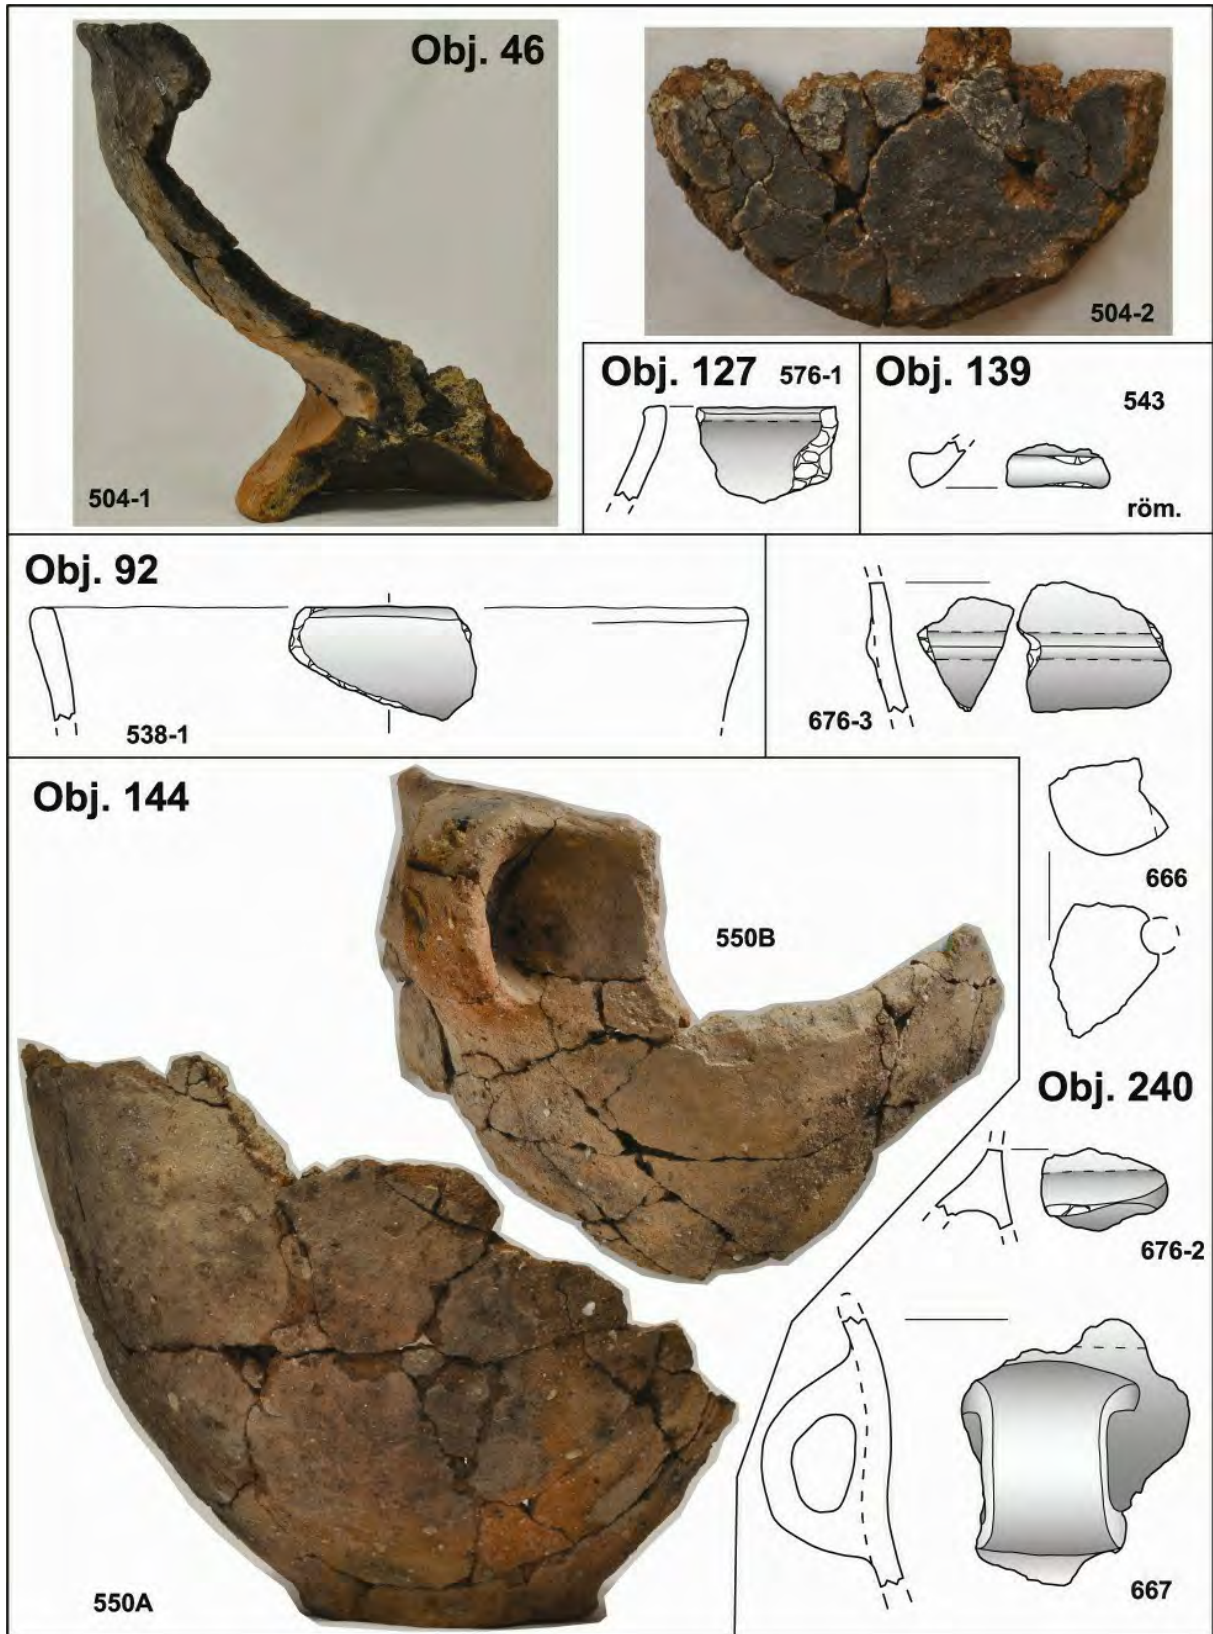 Obj. 46
504-1
504-2
Obj. 127 576-1
Obj. 139
543
röm.
Obj. 92
538-1
676-3
Obj. 144
550B
550A
666
Obj. 240
676-2
667